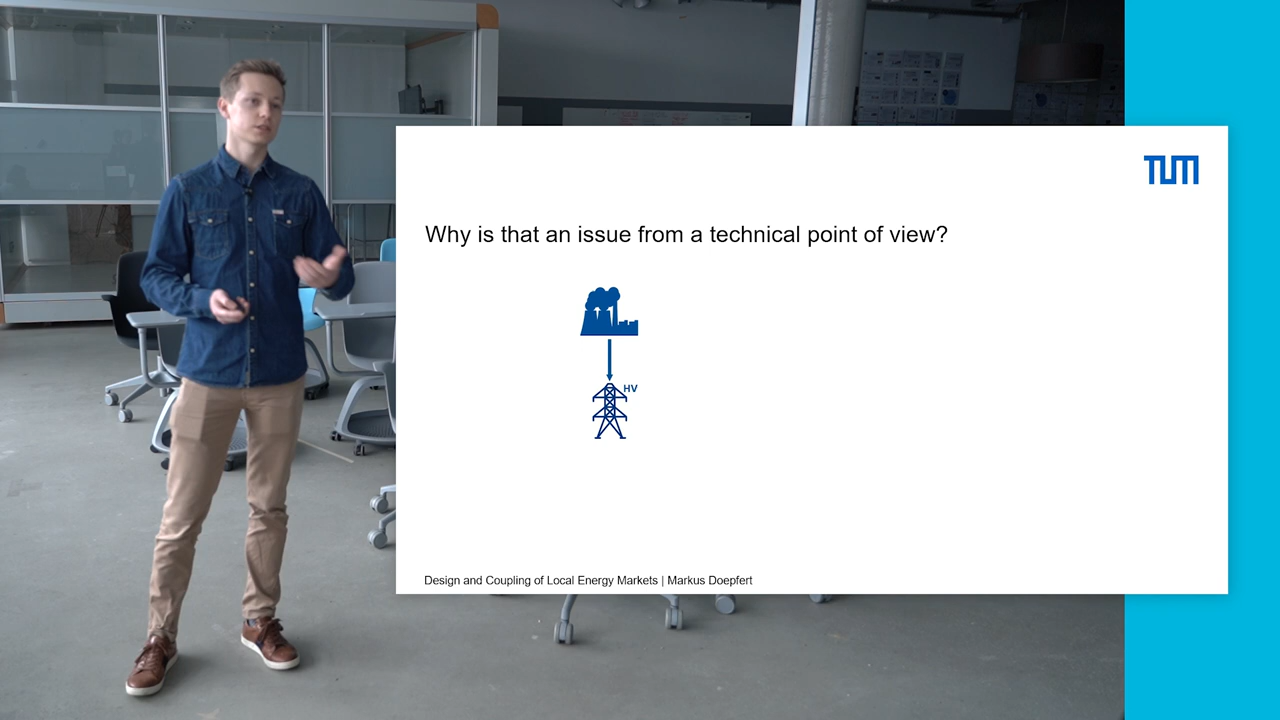 TUM
Why is that an issue from a technical point of view?
HV
Design and Coupling of Local Energy Markets | Markus Doepfert